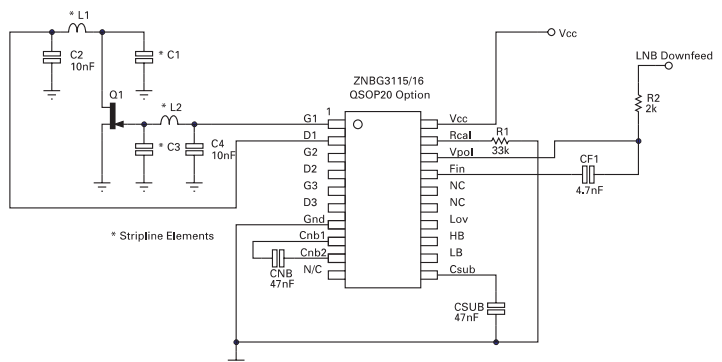 * L1
C2
10nF
* C1
Q1
* L2
* C3
C4
10nF
* Stripline Elements
ZNBG3115/16
QSOP20 Option
1
G1
D1
G2
D2
G3
D3
Gnd
Cnb1
Cnb2
N/C
CNB
47nF
Vcc
Rcal
Vpol
Fin
NC
NC
Lov
HB
LB
Csub
R1
33k
CSUB
47nF
Vcc
LNB Downfeed
R2
2k
CF1
4.7nF